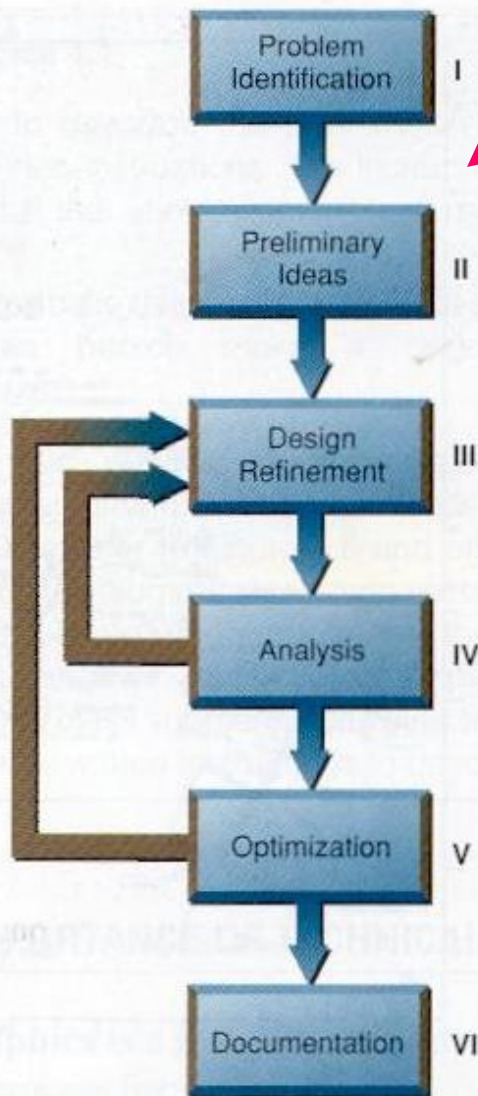 Problem
Identification
I
Preliminary
Ideas
II
Design
Refinement
III
Analysis
IV
Optimization
V
Documentation
VI